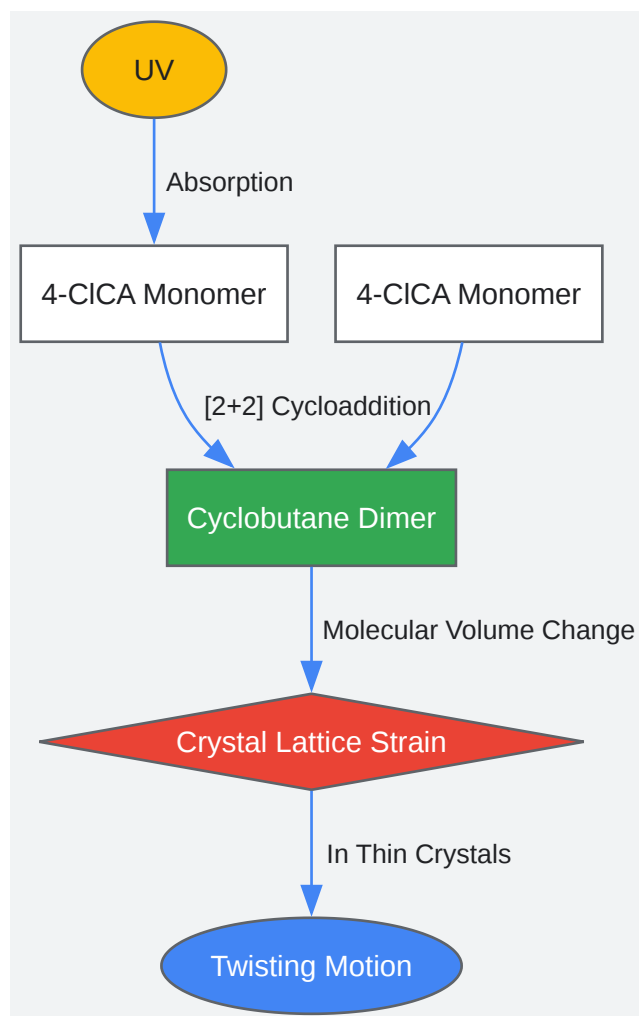 UV
Absorption
4-ClCA Monomer
4-ClCA Monomer
[2+2] Cycloaddition
Cyclobutane Dimer
Molecular Volume Change
Crystal Lattice Strain
In Thin Crystals
Twisting Motion